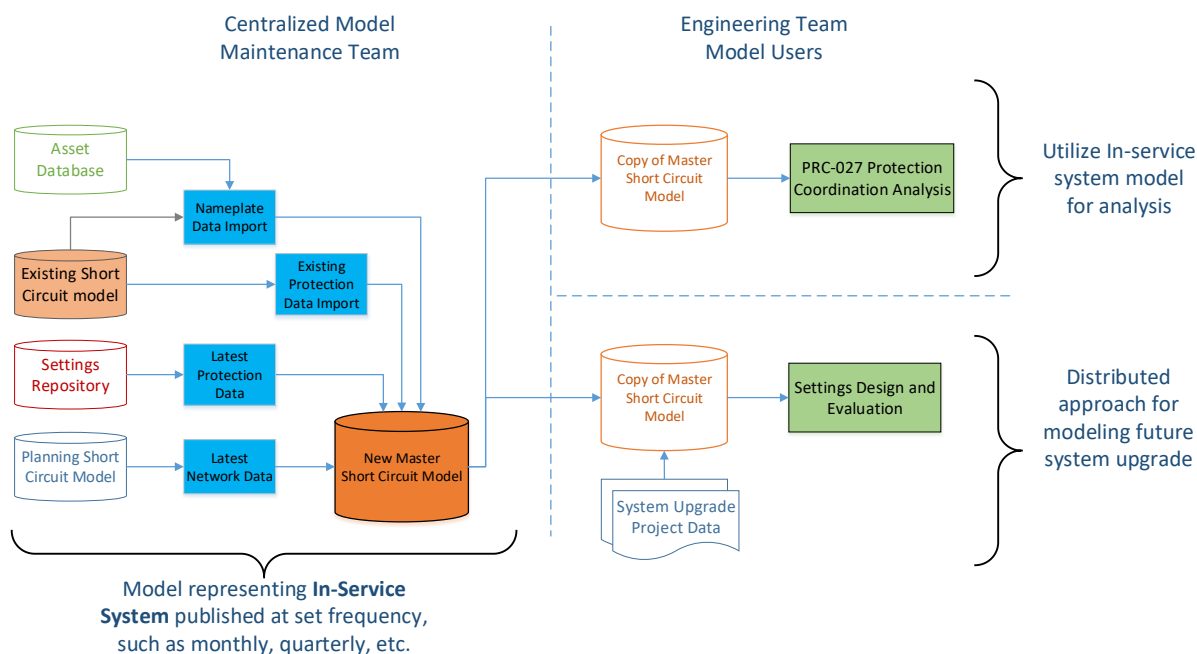 Centralized Model
Maintenance Team
Engineering Team
Model Users
Asset
Database
Nameplate
Data Import
Existing Short
Circuit model
Existing
Protection
Data Import
Settings
Repository
Latest
Protection
Data
Planning Short
Circuit Model
Latest
Network Data
New Master
Short Circuit Model
Model representing In-Service
System published at set frequency,
such as monthly, quarterly, etc.
Copy of Master
Short Circuit
Model
PRC-027 Protection
Coordination Analysis
Utilize In-service
system model
for analysis
Copy of Master
Short Circuit
Model
Settings Design and
Evaluation
System Upgrade
Project Data
Distributed
approach for
modeling future
system upgrade